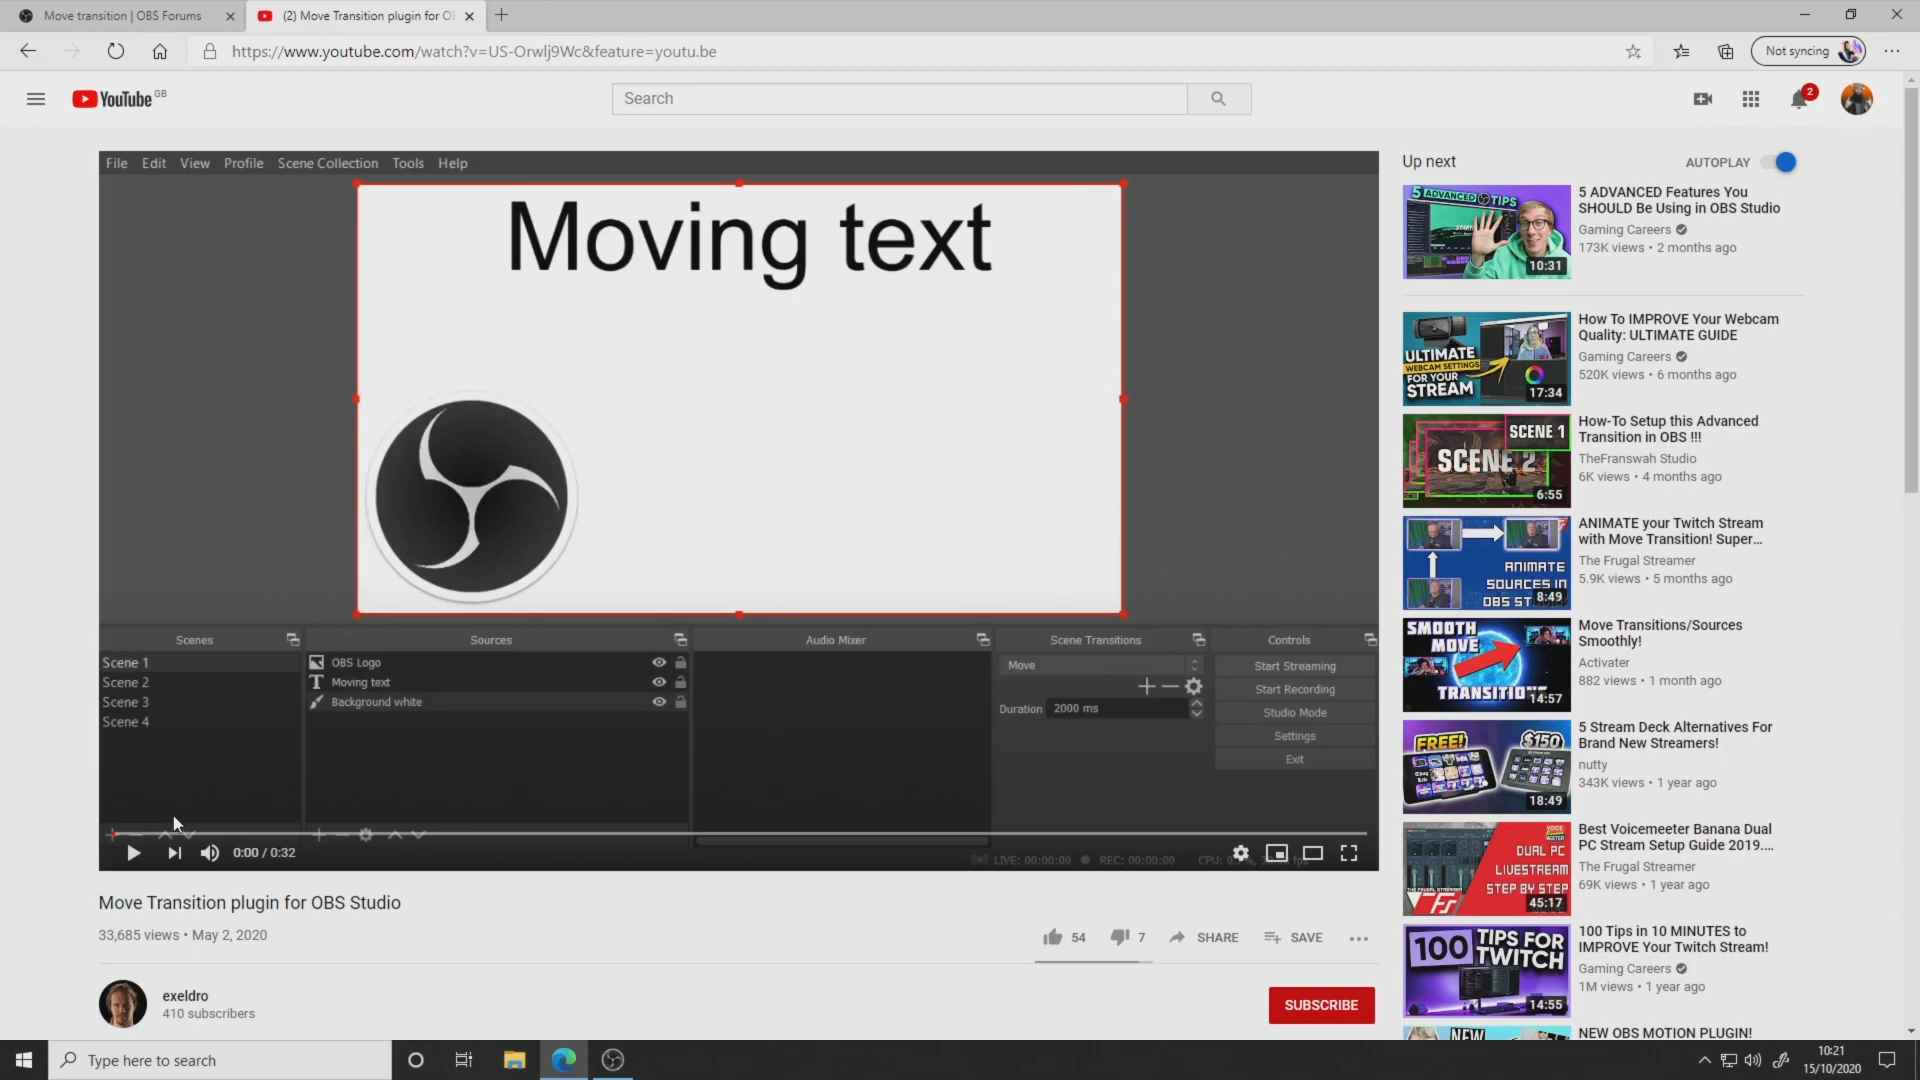 Move transition | OBS Forums
(2) Move Transition plugin for O
https://www.youtube.com/watch?v=US-Orwlj9Wc&feature=youtu.be
Not syncing
YouTube GB
Search
2
File Edit View Profile Scene Collection Tools Help
Moving text
Scenes
Scene 1
Scene 2
Scene 3
Scene 4
Sources
OBS Logo
Moving text
Background white
Audio Mixer
Scene Transitions
Move
Duration 2000 ms
Controls
Start Streaming
Start Recording
Studio Mode
Settings
Exit
LIVE: 00:00:00 REC: 00:00:00
0:00 / 0:32
Move Transition plugin for OBS Studio
33,685 views • May 2, 2020
54 7 SHARE SAVE
exeldro
410 subscribers
SUBSCRIBE
Up next
AUTOPLAY
5 ADVANCED TIPS
10:31
5 ADVANCED Features You
SHOULD Be Using in OBS Studio
Gaming Careers
173K views • 2 months ago
ULTIMATE
WEBCAM SETTINGS
FOR YOUR
STREAM
17:34
How To IMPROVE Your Webcam
Quality: ULTIMATE GUIDE
Gaming Careers
520K views • 6 months ago
SCENE 1
SCENE 2
6:55
How-To Setup this Advanced
Transition in OBS !!!
TheFranswah Studio
6K views • 4 months ago
ANIMATE
SOURCES IN
OBS ST
8:49
ANIMATE your Twitch Stream
with Move Transition! Super...
The Frugal Streamer
5.9K views • 5 months ago
SMOOTH
MOVE
TRANSITION
14:57
Move Transitions/Sources
Smoothly!
Activater
882 views • 1 month ago
FREE!
$150
18:49
5 Stream Deck Alternatives For
Brand New Streamers!
nutty
343K views • 1 year ago
DUAL PC
LIVESTREAM
STEP BY STEP
45:17
Best Voicemeeter Banana Dual
PC Stream Setup Guide 2019....
The Frugal Streamer
69K views • 1 year ago
100 TIPS FOR
TWITCH
14:55
100 Tips in 10 MINUTES to
IMPROVE Your Twitch Stream!
Gaming Careers
1M views • 1 year ago
NEW
NEW OBS MOTION PLUGIN!
Type here to search
10:21
15/10/2020